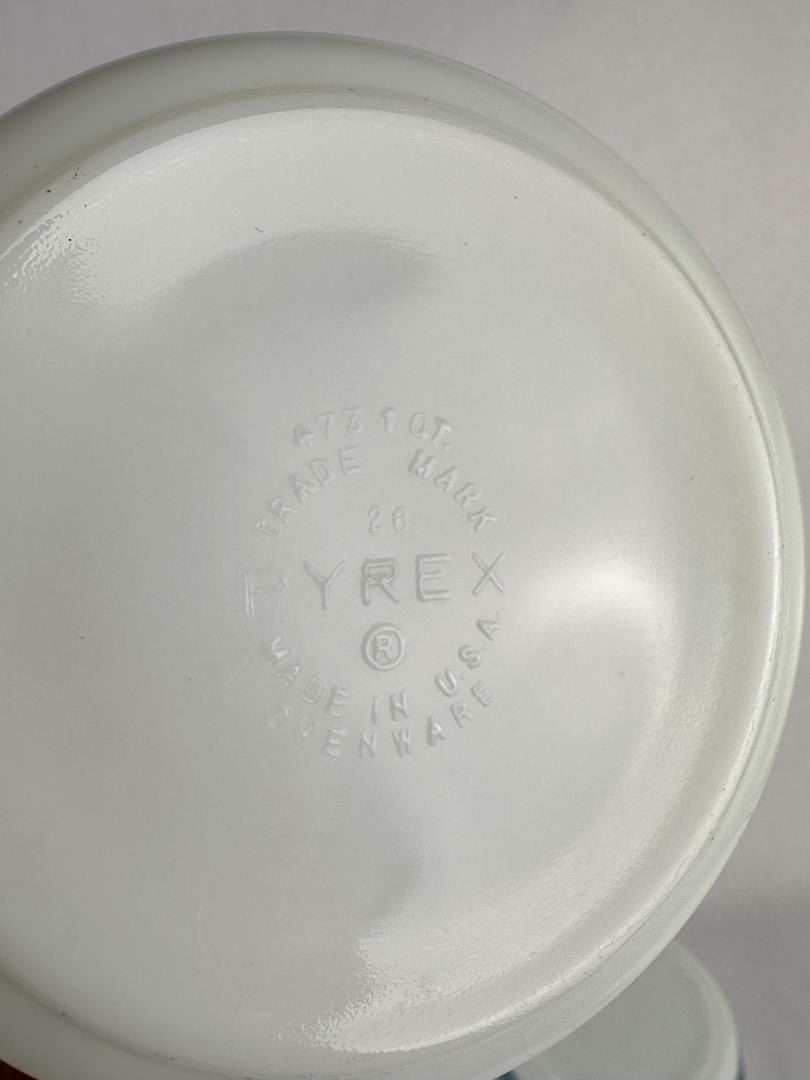 473 1 QT.
TRADE MARK
26
PYREX
®
MADE IN U.S.A.
OVENWARE